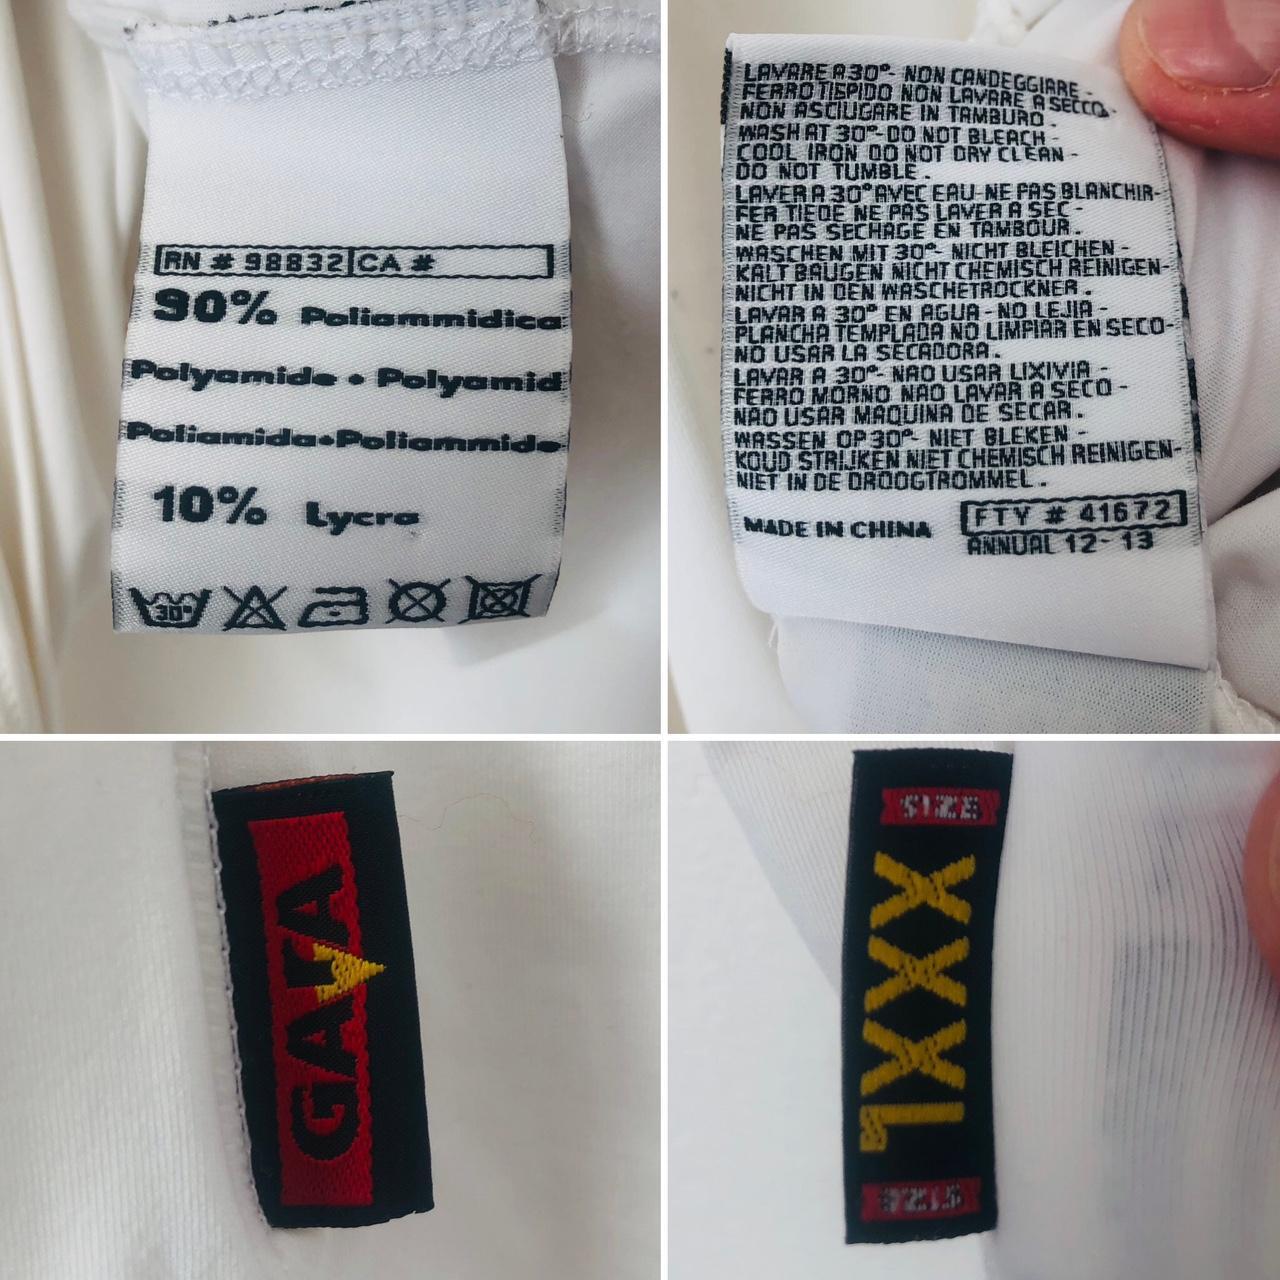 RN # 98832 CA #
90% Poliammidica
Polyamide • Polyamid
Poliamida•Poliammide
10% Lycra
30°
LAVARE A 30°- NON CANDEGGIARE -
FERRO TIEPIDO NON LAVARE A SECCO -
NON ASCIUGARE IN TAMBURO -
WASH AT 30°-DO NOT BLEACH -
COOL IRON DO NOT DRY CLEAN -
DO NOT TUMBLE .
LAVER A 30° AVEC EAU-NE PAS BLANCHIR-
FER TIEDE NE PAS LAVER A SEC -
NE PAS SECHAGE EN TAMBOUR .
WASCHEN MIT 30°- NICHT BLEICHEN -
KALT BAUGEN NICHT CHEMISCH REINIGEN-
NICHT IN DEN WASCHETROCKNER .
LAVAR A 30° EN AGUA - NO LEJIA -
PLANCHA TEMPLADA NO LIMPIAR EN SECO-
NO USAR LA SECADORA .
LAVAR A 30°- NAO USAR LIXIVIA -
FERRO MORNO NAO LAVAR A SECO -
NAO USAR MAQUINA DE SECAR .
WASSEN OP 30°- NIET BLEKEN -
KOUD STRIJKEN NIET CHEMISCH REINIGEN-
NIET IN DE DROOGTROMMEL .
MADE IN CHINA FTY # 41672
ANNUAL 12- 13
GALA
SIZE
XXXL
SIZE